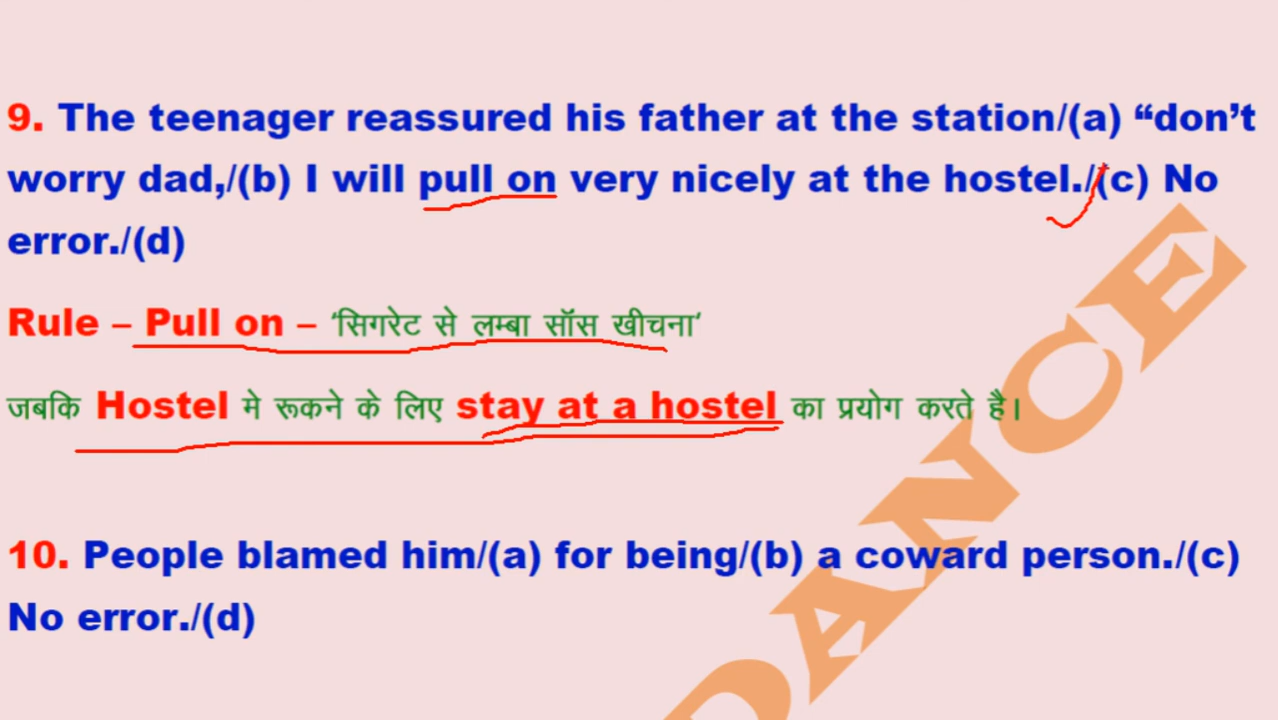 9. The teenager reassured his father at the station/(a) “don’t
worry dad,/(b) I will pull on very nicely at the hostel./(c) No
error./(d)
Rule – Pull on – ‘सिगरेट से लम्बा सॉस खीचना’
जबकि Hostel मे रूकने के लिए stay at a hostel का प्रयोग करते है।
10. People blamed him/(a) for being/(b) a coward person./(c)
No error./(d)
DANCE